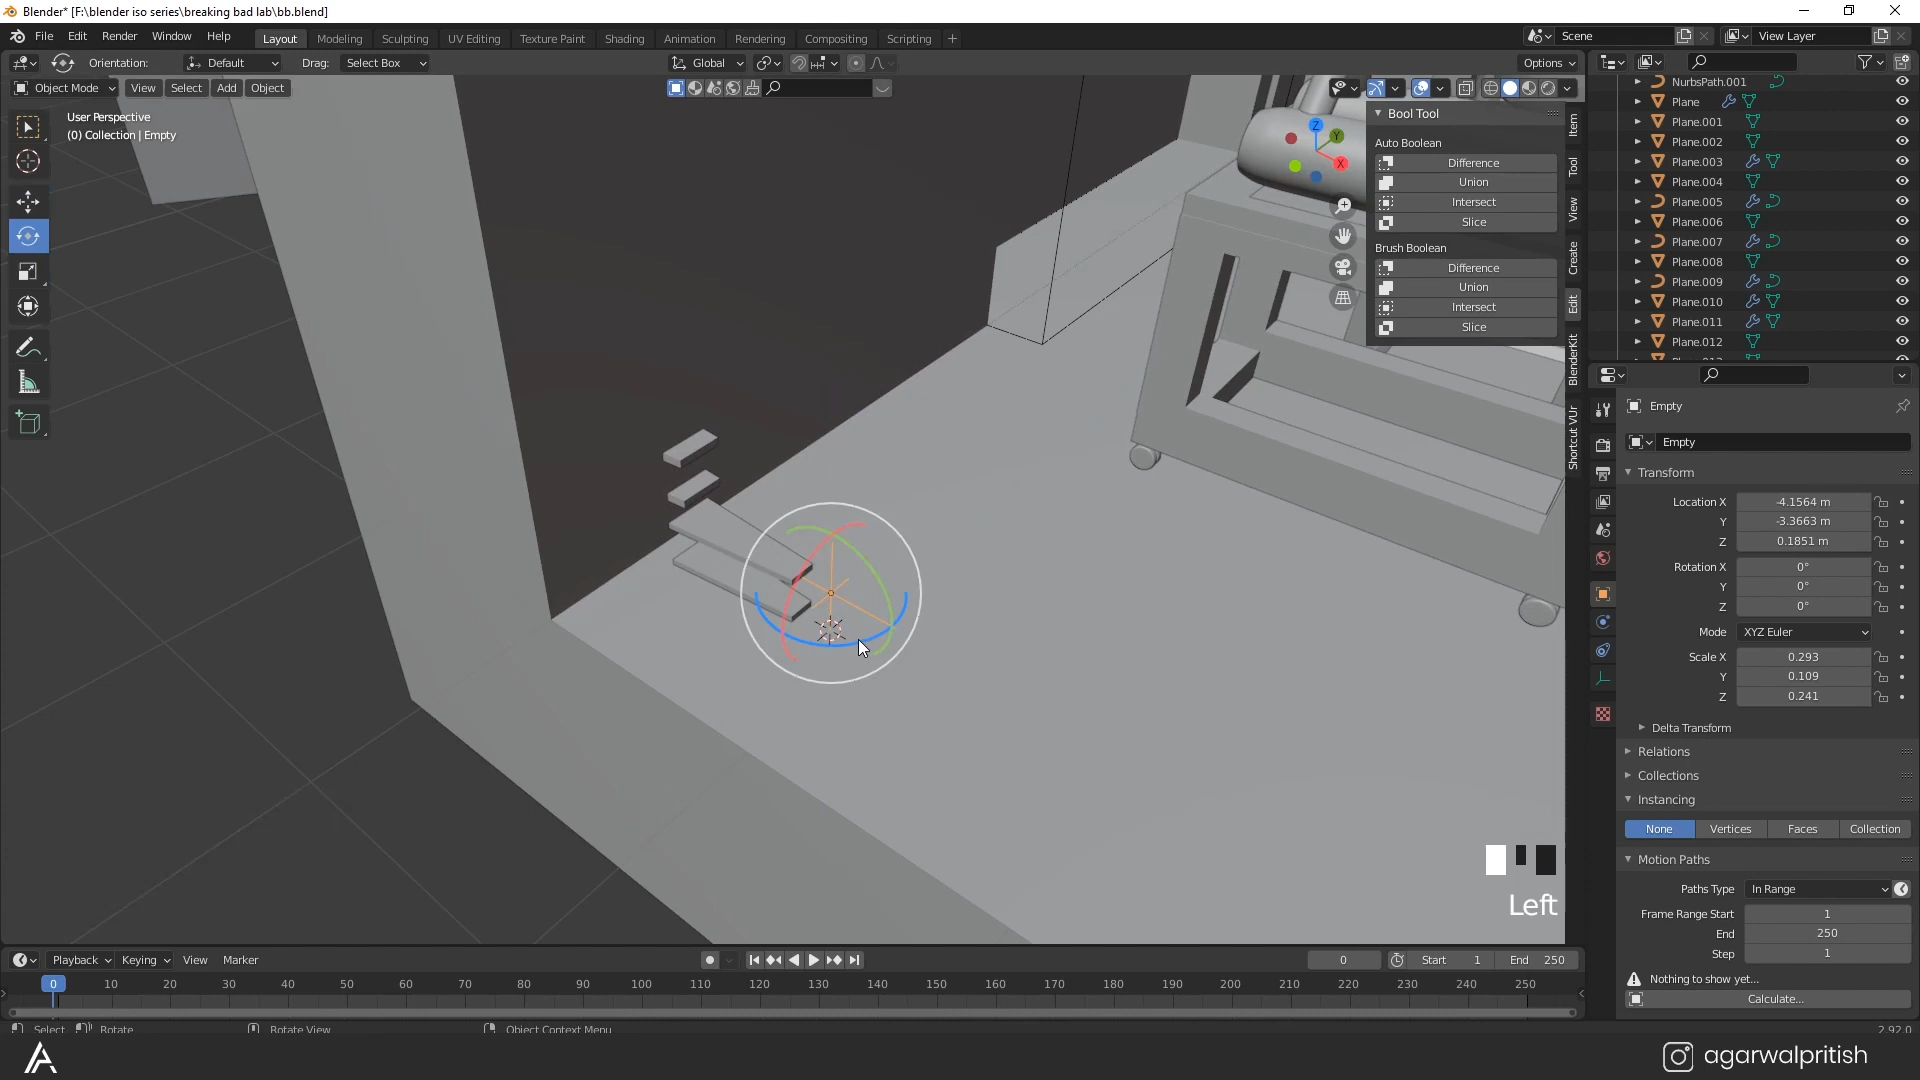 Blender* [F:\blender iso series\breaking bad lab\bb.blend]
File Edit Render Window Help
Layout Modeling Sculpting UV Editing Texture Paint Shading Animation Rendering Compositing Scripting +
Scene
View Layer
Orientation: Default Drag: Select Box
Global
Options
Object Mode View Select Add Object
User Perspective
(0) Collection | Empty
Bool Tool
Auto Boolean
Difference
Union
Intersect
Slice
Brush Boolean
Difference
Union
Intersect
Slice
Item
Tool
View
Create
Edit
BlenderKit
Shortcut VUr
Z
Y
X
NurbsPath.001
Plane
Plane.001
Plane.002
Plane.003
Plane.004
Plane.005
Plane.006
Plane.007
Plane.008
Plane.009
Plane.010
Plane.011
Plane.012
Empty
Empty
Transform
Location X -4.1564 m
Y -3.3663 m
Z 0.1851 m
Rotation X 0°
Y 0°
Z 0°
Mode XYZ Euler
Scale X 0.293
Y 0.109
Z 0.241
Delta Transform
Relations
Collections
Instancing
None Vertices Faces Collection
Motion Paths
Paths Type In Range
Frame Range Start 1
End 250
Step 1
Nothing to show yet...
Calculate...
Left
Playback Keying View Marker
0 Start 1 End 250
0 10 20 30 40 50 60 70 80 90 100 110 120 130 140 150 160 170 180 190 200 210 220 230 240 250
Select Rotate Rotate View Object Context Menu
2.92.0
agarwalpritish